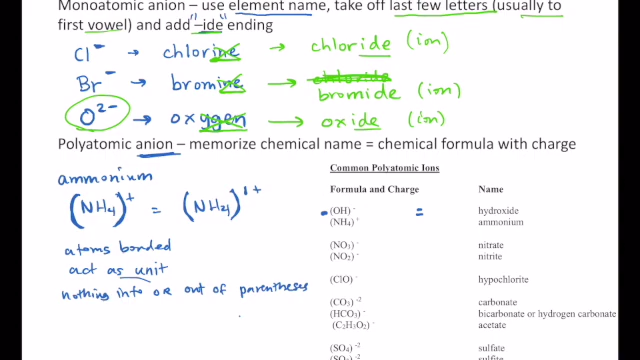 Monoatomic anion – use element name, take off last few letters (usually to
first vowel) and add –ide ending
Cl⁻ → chlorine → chloride (ion)
Br⁻ → bromine → chloride
bromide (ion)
O²⁻ → oxygen → oxide (ion)
Polyatomic anion – memorize chemical name = chemical formula with charge
ammonium
(NH₄)⁺ = (NH₄)¹⁺
atoms bonded
act as unit
nothing into or out of parentheses
Common Polyatomic Ions
Formula and Charge Name
(OH)⁻ = hydroxide
(NH₄)⁺ ammonium
(NO₃)⁻ nitrate
(NO₂)⁻ nitrite
(ClO)⁻ hypochlorite
(CO₃)⁻² carbonate
(HCO₃)⁻ bicarbonate or hydrogen carbonate
(C₂H₃O₂)⁻ acetate
(SO₄)⁻² sulfate
(SO₃)⁻² sulfite